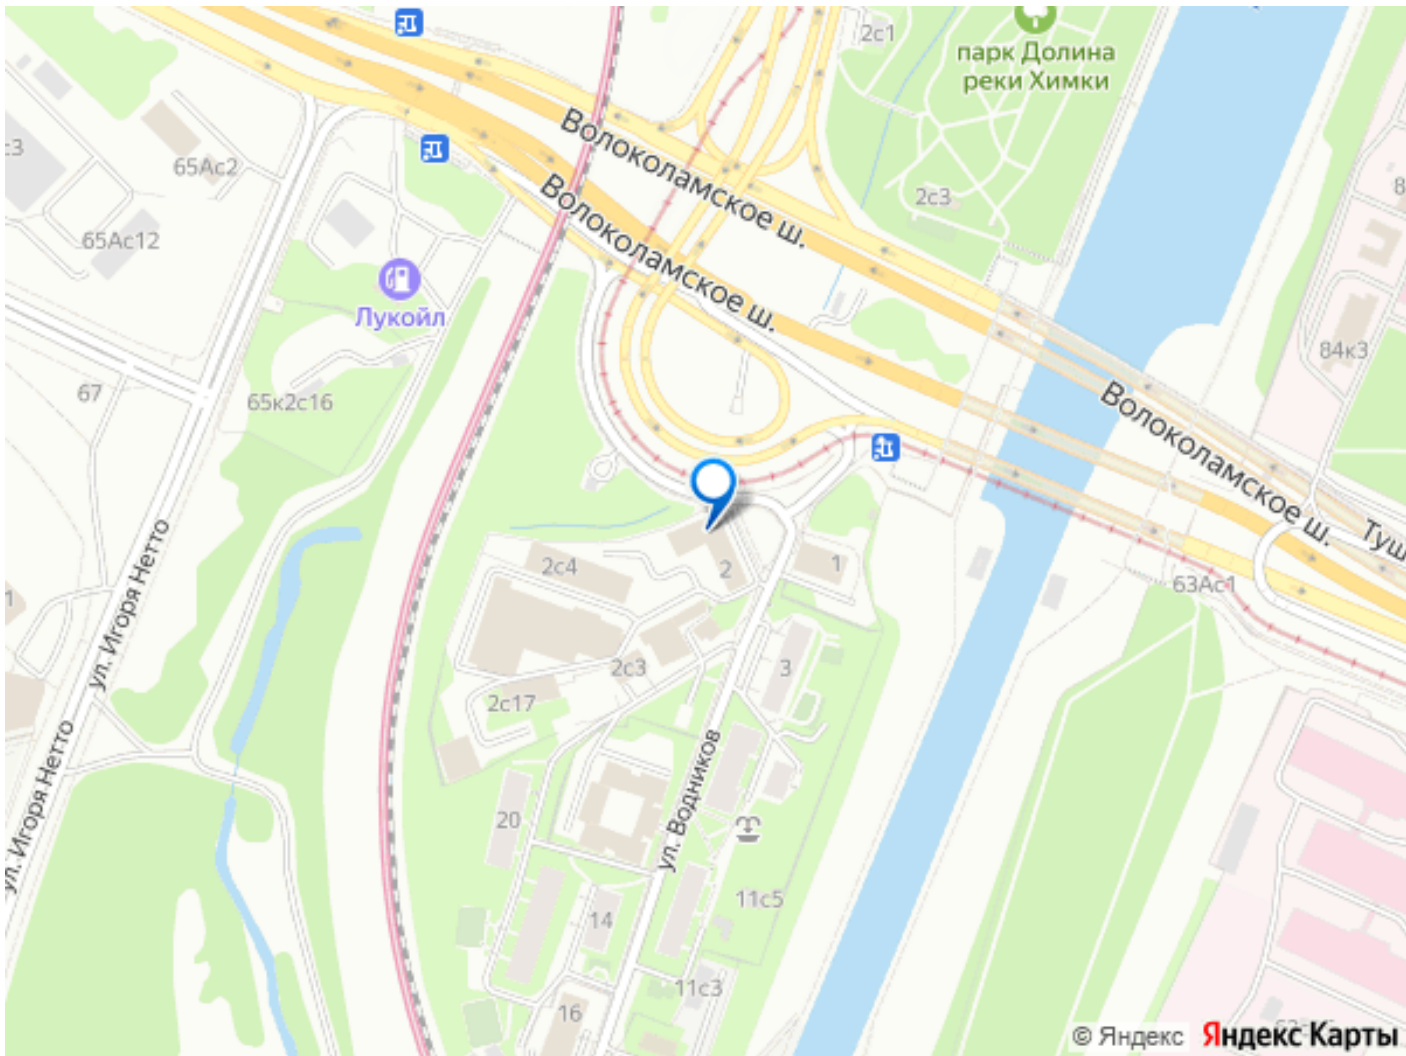 2с1
парк Долина
реки Химки
Волоколамское ш.
с3
65Ас2
Волоколамское ш.
2с3
65Ас12
Лукойл
84к3
67
65к2с16
Волоколамское ш.
Туш
ул. Игоря Нетто
2с4
2
1
63Ас1
1
2с3
3
2с17
ул. Игоря Нетто
ул. Водников
20
11с5
14
11с3
16
© Яндекс
Яндекс Карты